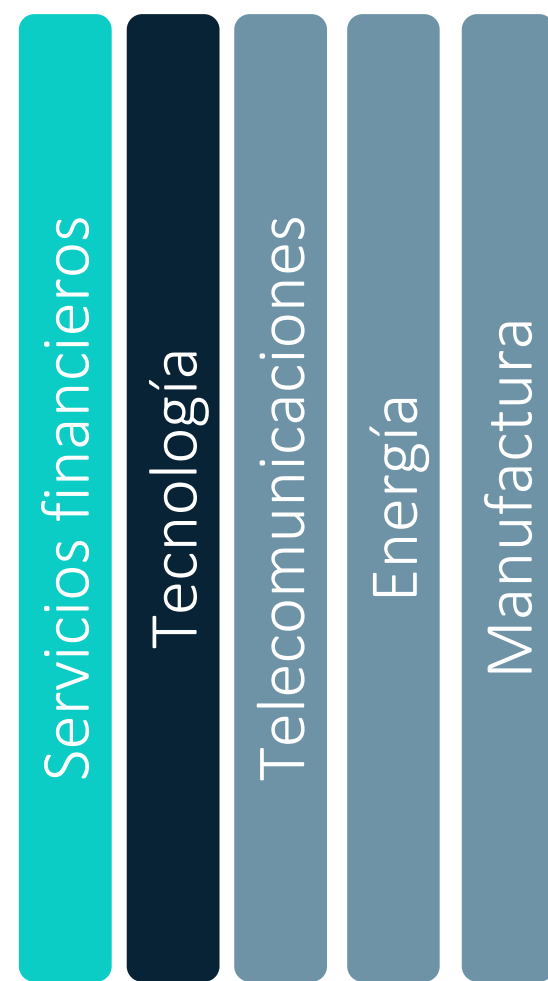 Servicios financieros
Tecnología
Telecomunicaciones
Energía
Manufactura